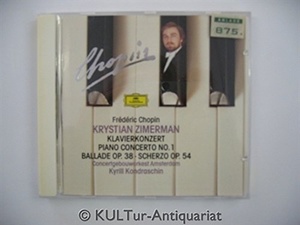 Chopin
ANLADE
875.
Frédéric Chopin
KRYSTIAN ZIMERMAN
KLAVIERKONZERT
PIANO CONCERTO NO. 1
BALLADE OP. 38 · SCHERZO OP. 54
Concertgebouworkest Amsterdam
Kyrill Kondraschin
© KULTur-Antiquariat